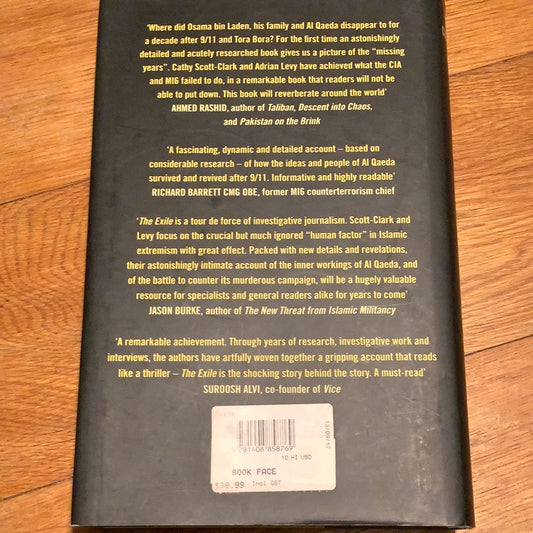 ‘Where did Osama bin Laden, his family and Al Qaeda disappear to for
a decade after 9/11 and Tora Bora? For the first time an astonishingly
detailed and acutely researched book gives us a picture of the “missing
years”. Cathy Scott-Clark and Adrian Levy have achieved what the CIA
and MI6 failed to do, in a remarkable book that readers will not be
able to put down. This book will reverberate around the world’
AHMED RASHID, author of Taliban, Descent into Chaos,
and Pakistan on the Brink
‘A fascinating, dynamic and detailed account – based on
considerable research – of how the ideas and people of Al Qaeda
survived and revived after 9/11. Informative and highly readable’
RICHARD BARRETT CMG OBE, former MI6 counterterrorism chief
‘The Exile is a tour de force of investigative journalism. Scott-Clark and
Levy focus on the crucial but much ignored “human factor” in Islamic
extremism with great effect. Packed with new details and revelations,
their astonishingly intimate account of the inner workings of Al Qaeda, and
of the battle to counter its murderous campaign, will be a hugely valuable
resource for specialists and general readers alike for years to come’
JASON BURKE, author of The New Threat from Islamic Militancy
‘A remarkable achievement. Through years of research, investigative work and
interviews, the authors have artfully woven together a gripping account that reads
like a thriller – The Exile is the shocking story behind the story. A must-read’
SUROOSH ALVI, co-founder of Vice
9 781408 858769
10 HI UBD
BOOK FACE
$39.99 Incl GST